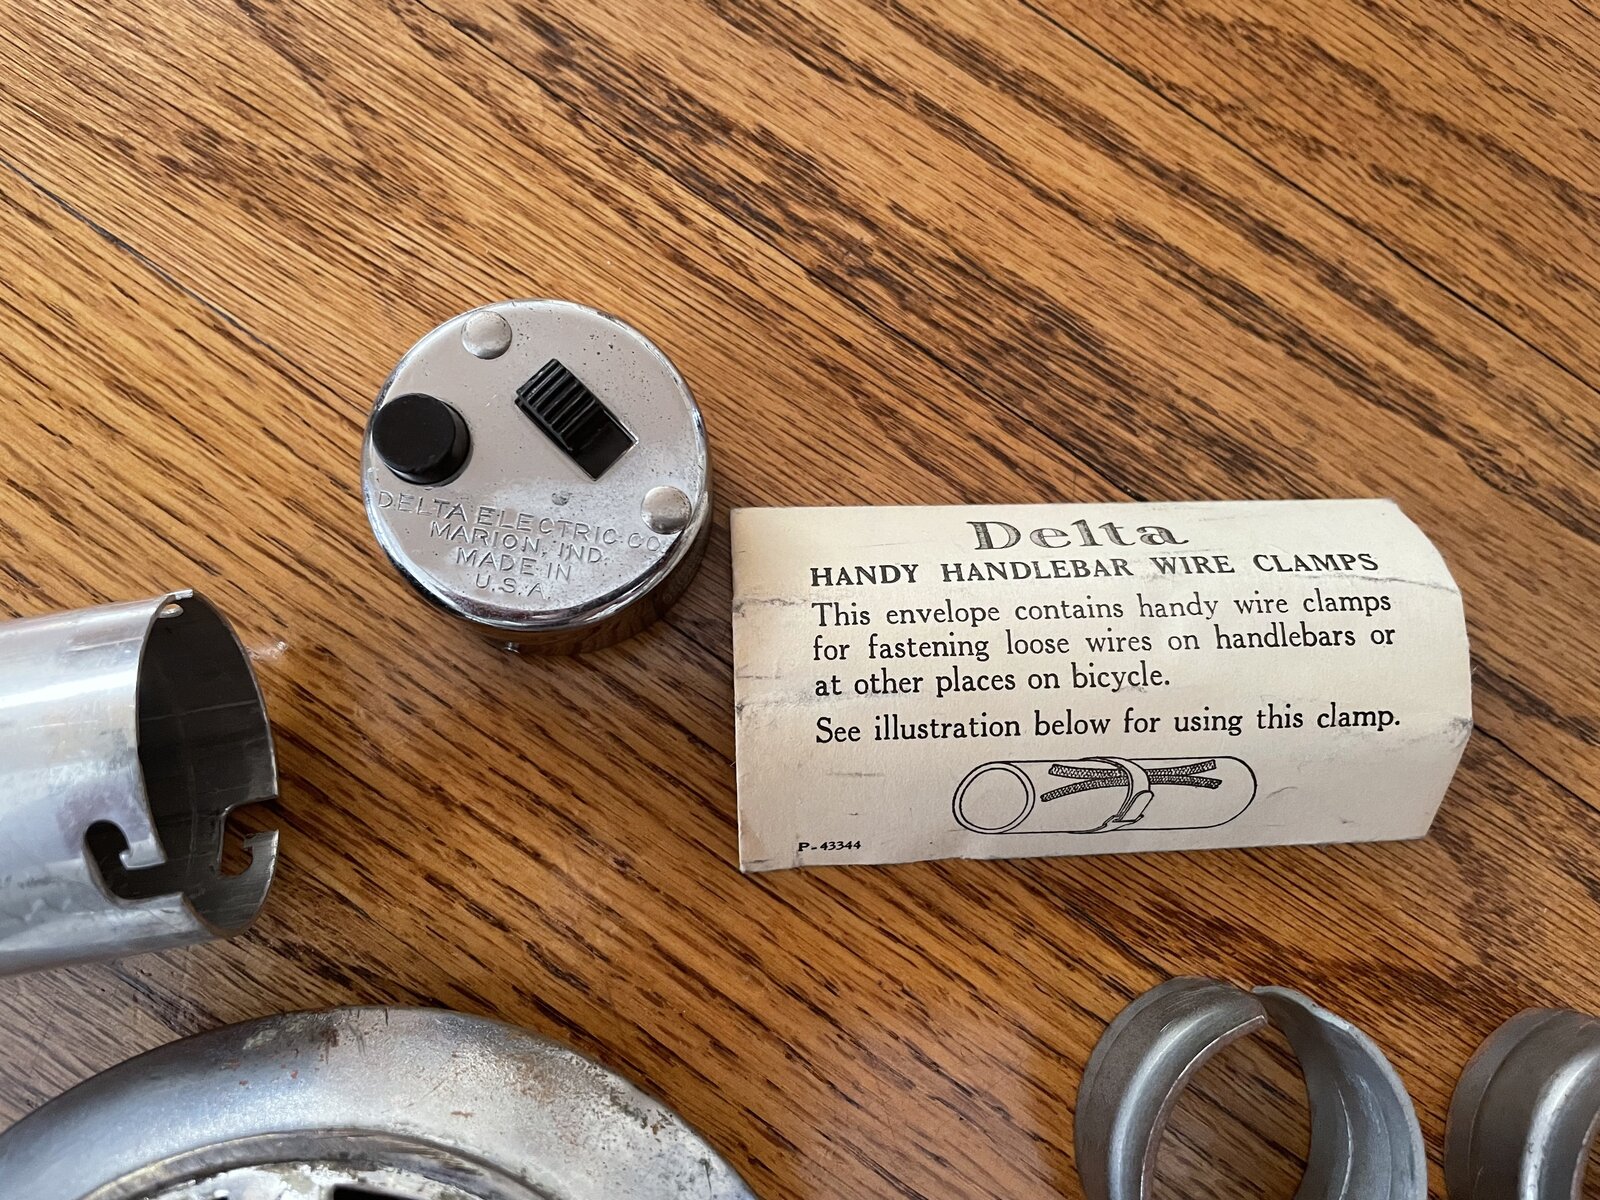 DELTA ELECTRIC CO.
MARION, IND.
MADE IN
U.S.A.
Delta
HANDY HANDLEBAR WIRE CLAMPS
This envelope contains handy wire clamps
for fastening loose wires on handlebars or
at other places on bicycle.
See illustration below for using this clamp.
P-43344